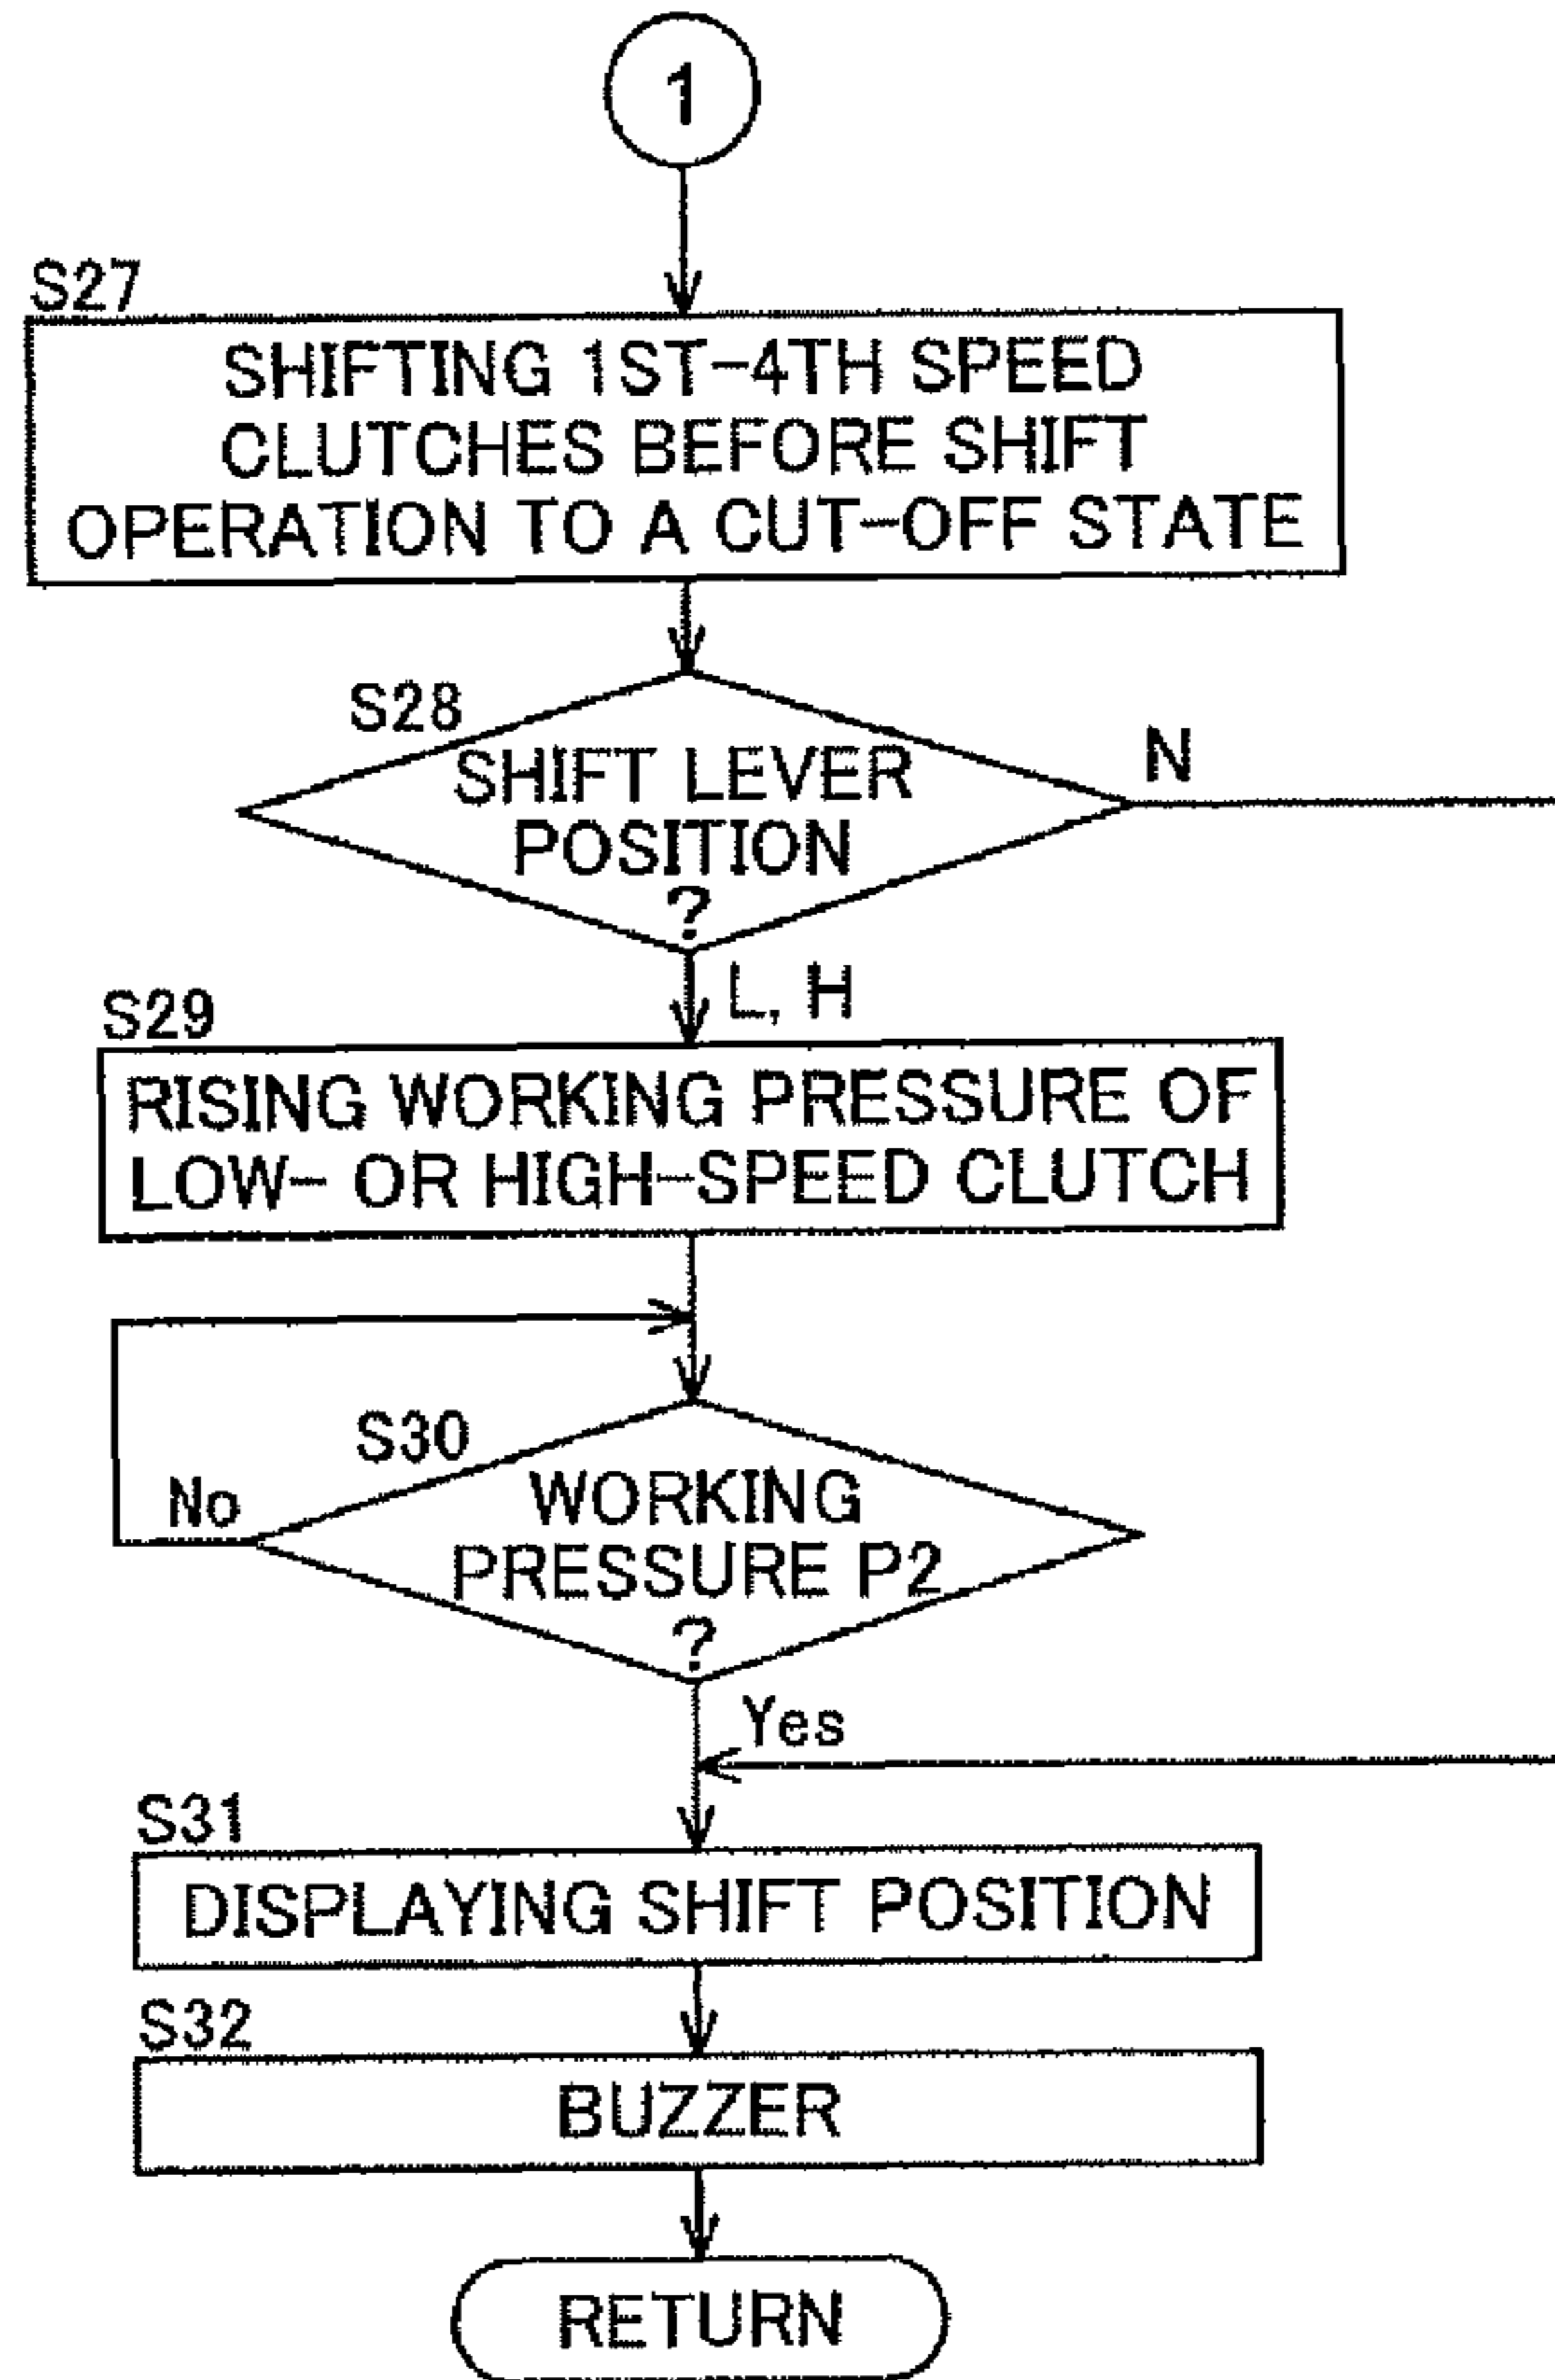 1
S27
SHIFTING 1ST-4TH SPEED
CLUTCHES BEFORE SHIFT
OPERATION TO A CUT-OFF STATE
S28
SHIFT LEVER
POSITION
?
N
L, H
S29
RISING WORKING PRESSURE OF
LOW- OR HIGH-SPEED CLUTCH
S30
WORKING
PRESSURE P2
?
No
Yes
S31
DISPLAYING SHIFT POSITION
S32
BUZZER
RETURN